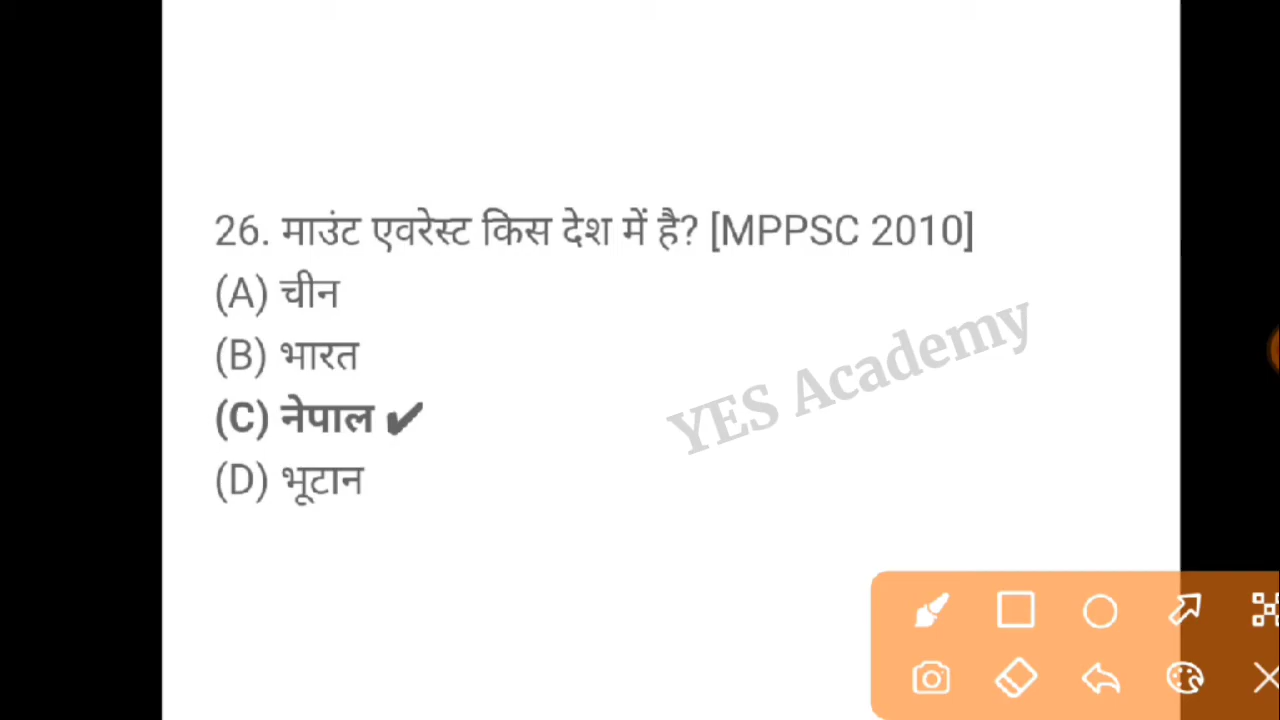 26. माउंट एवरेस्ट किस देश में है? [MPPSC 2010]
(A) चीन
(B) भारत
(C) नेपाल ✔
(D) भूटान
YES Academy